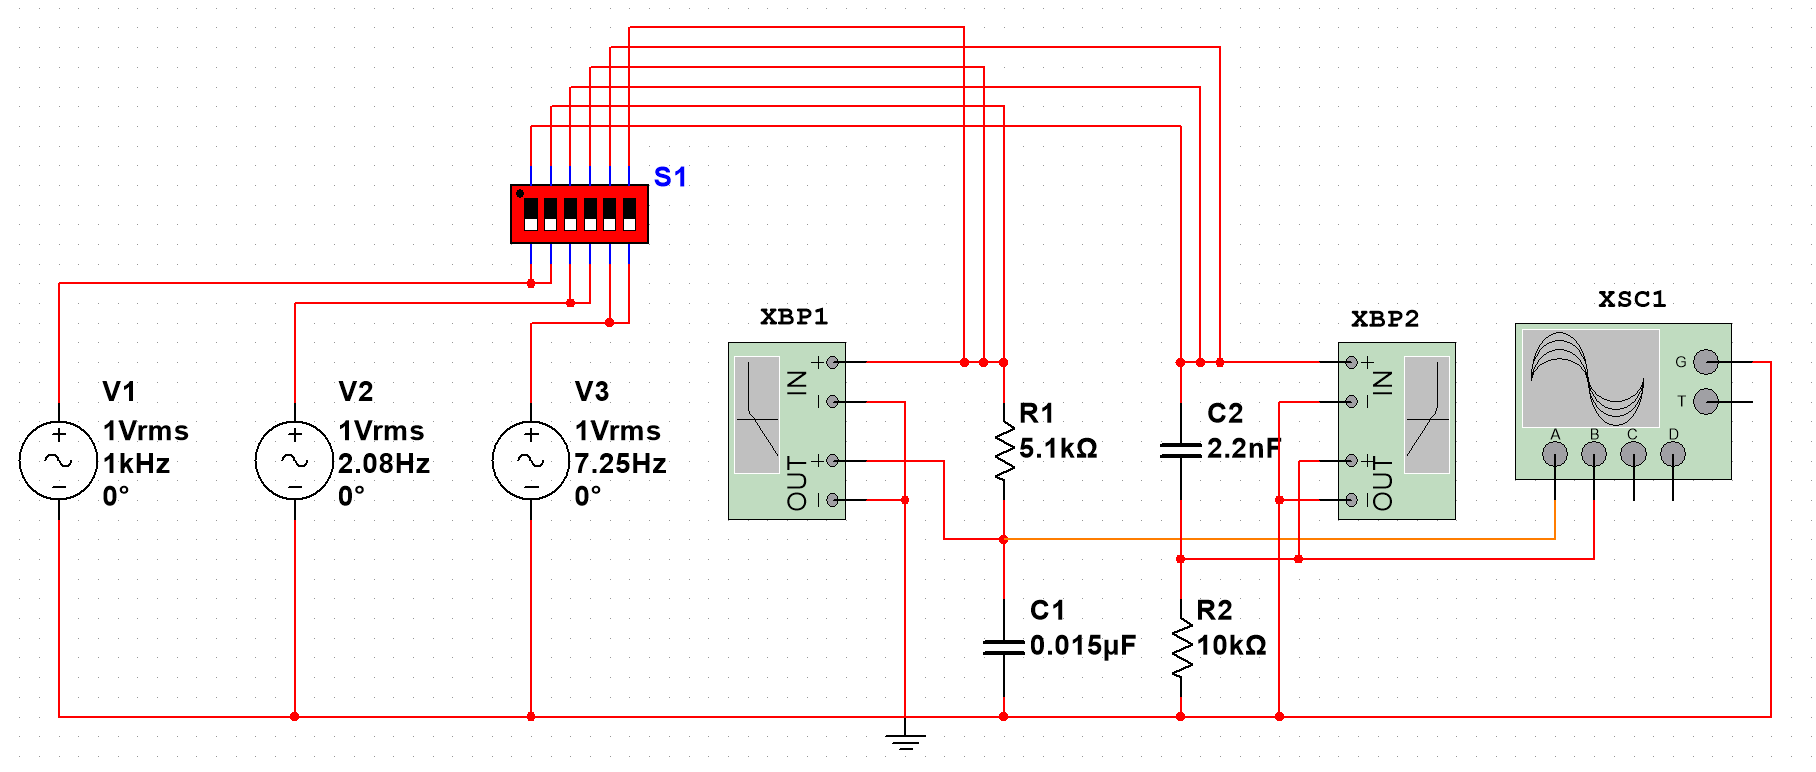 S1
XBP1
XBP2
XSC1
V1
1Vrms
1kHz
0°
V2
1Vrms
2.08Hz
0°
V3
1Vrms
7.25Hz
0°
+
−
+
−
+
−
IN
OUT
+
+
R1
5.1kΩ
C2
2.2nF
IN
OUT
+
+
G
T
A B C D
C1
0.015µF
R2
10kΩ